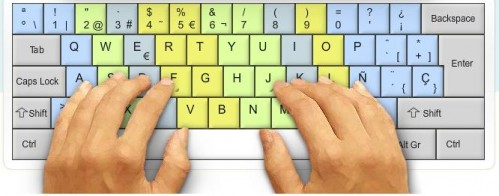 ª º \ ! 1 | " 2 @ · 3 # $ 4 ~ % 5 € & 6 ¬ / 7 ( 8 ) 9 = 0 ? ' ¿ ¡ Backspace
Tab Q W E € R T Y U I O P ^ ` [ * + ] Enter
Caps Lock A S D F G H J K L Ñ ¨ ´ { Ç }
Shift V B N M Shift
Ctrl Alt Gr Ctrl